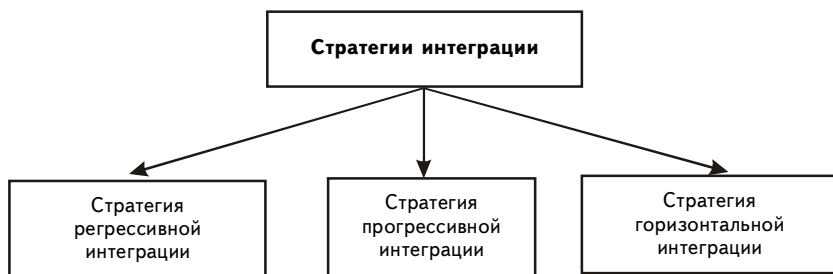 Стратегии интеграции
Стратегия
регрессивной
интеграции
Стратегия
прогрессивной
интеграции
Стратегия
горизонтальной
интеграции